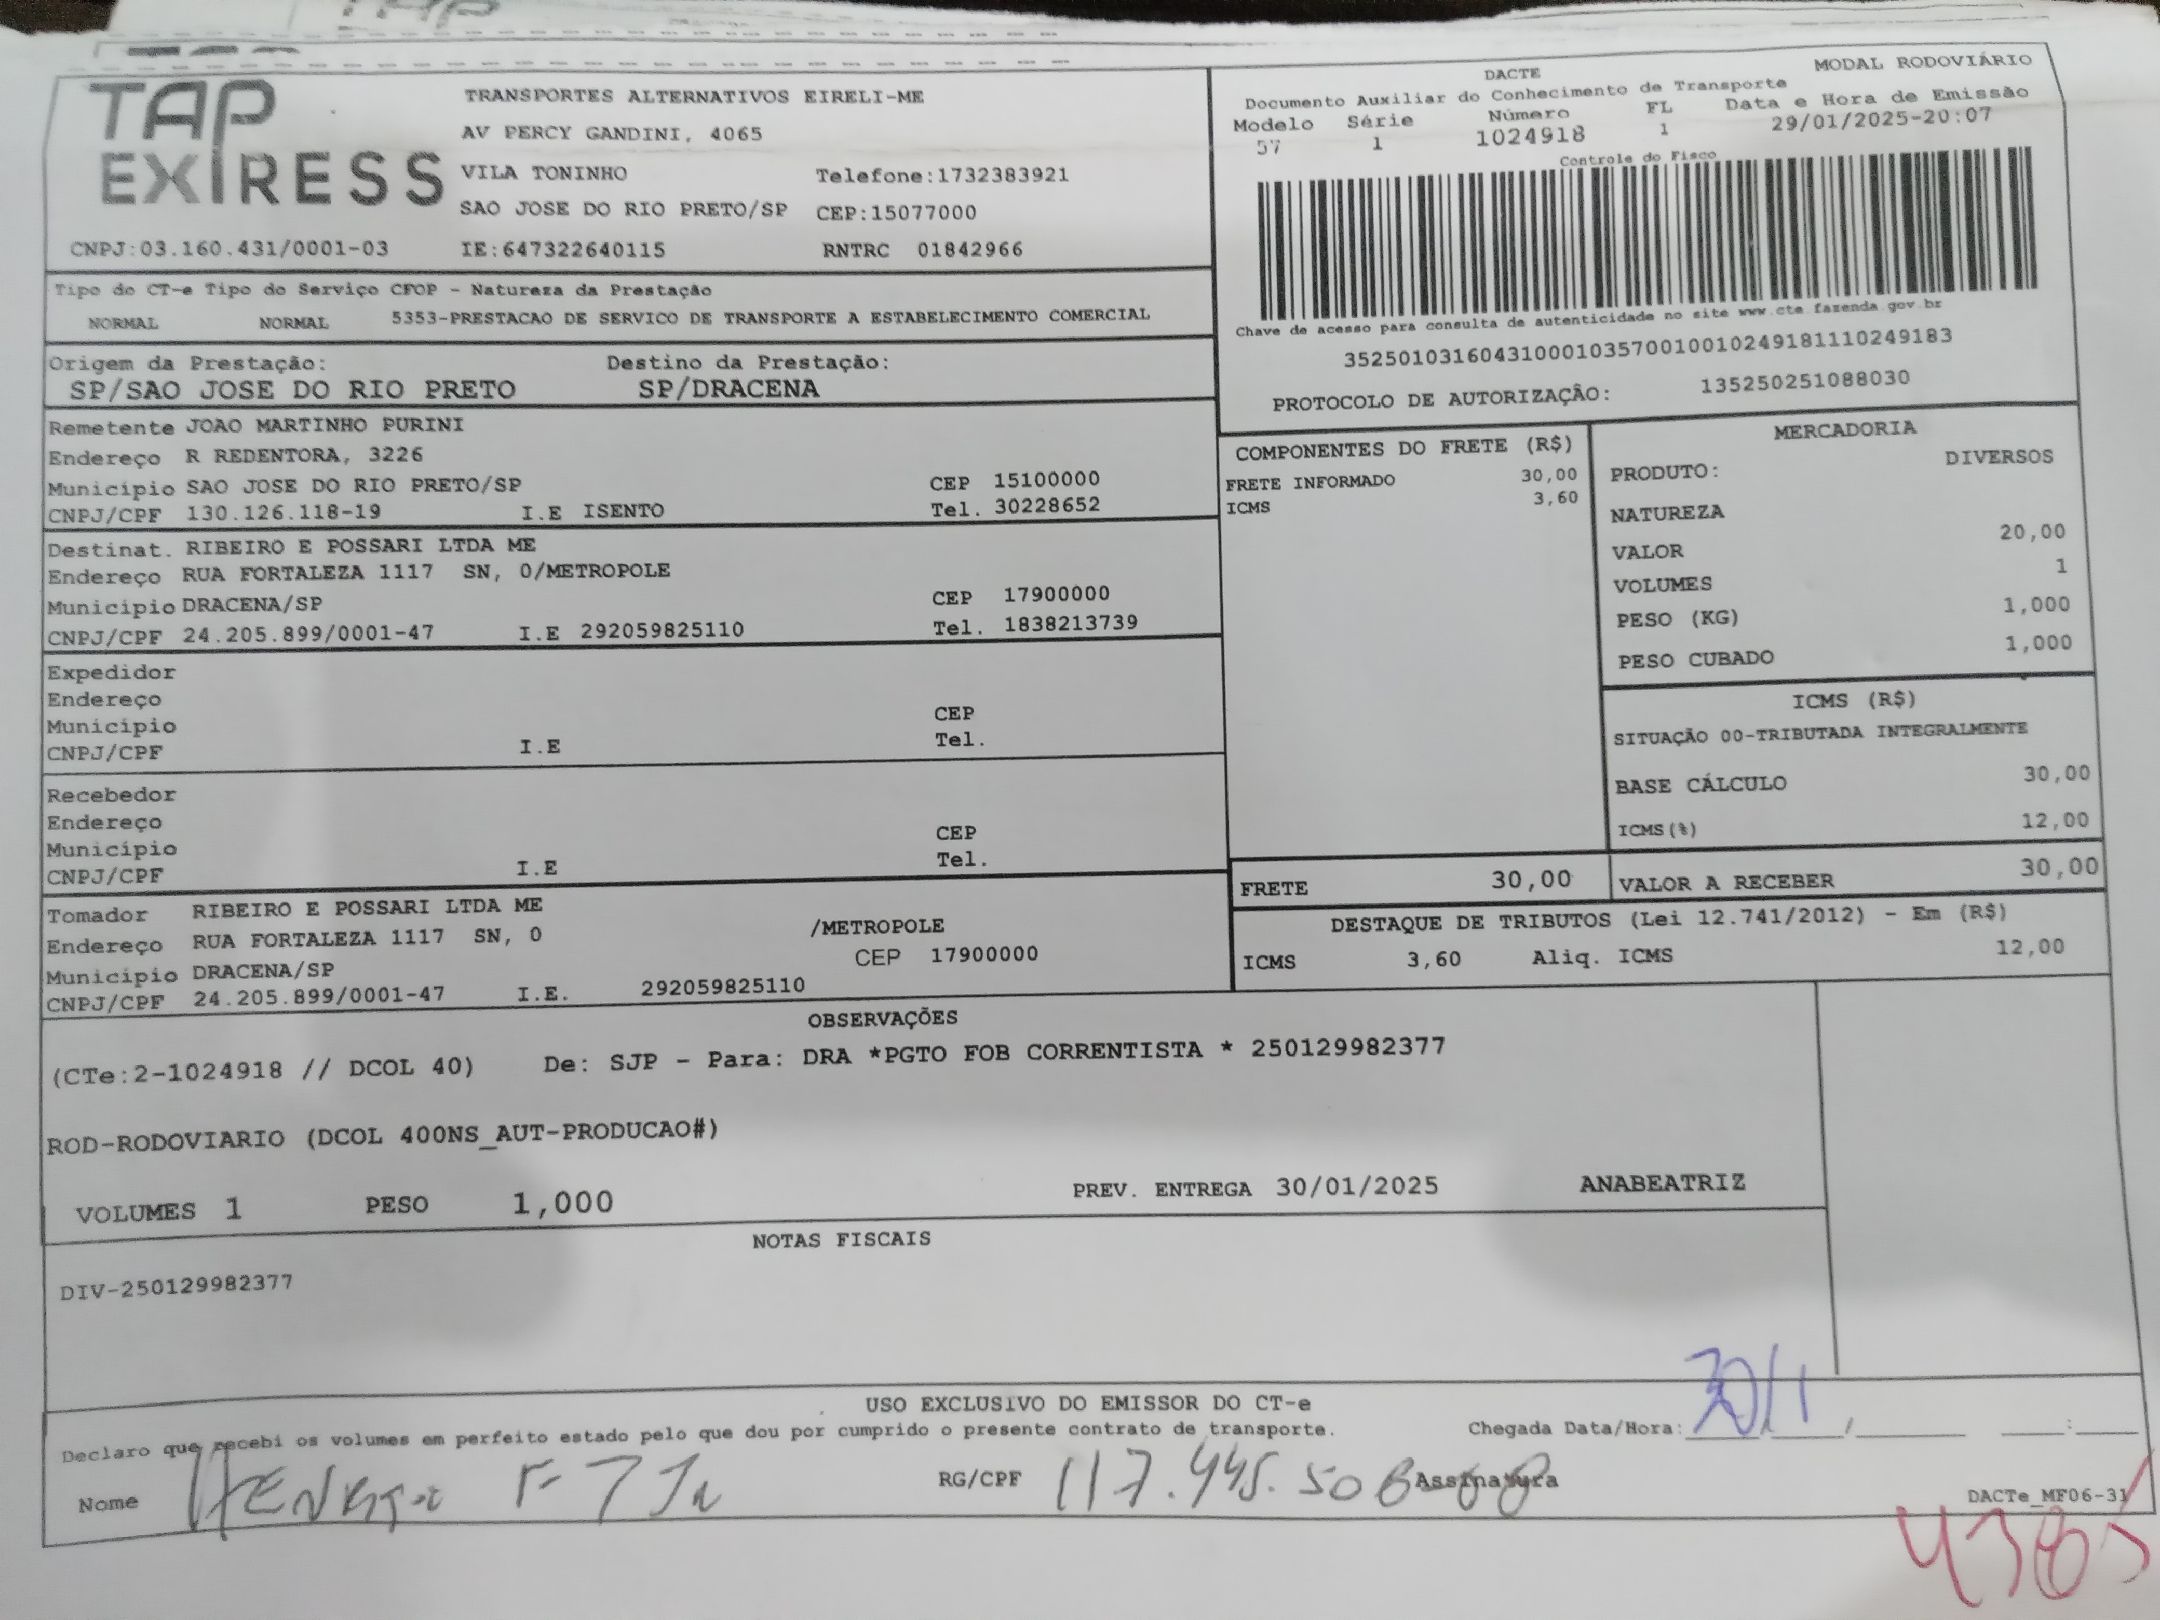 TAP
EXPRESS
TRANSPORTES ALTERNATIVOS EIRELI-ME
AV PERCY GANDINI, 4065
VILA TONINHO Telefone:1732383921
SAO JOSE DO RIO PRETO/SP CEP:15077000
CNPJ:03.160.431/0001-03 IE:647322640115 RNTRC 01842966
DACTE MODAL RODOVIÁRIO
Documento Auxiliar do Conhecimento de Transporte
Modelo Série Número FL Data e Hora de Emissão
57 1 1024918 1 29/01/2025-20:07
Controle do Fisco
Chave de acesso para consulta de autenticidade no site www.cte.fazenda.gov.br
35250103160431000103570010010249181110249183
PROTOCOLO DE AUTORIZAÇÂO: 135250251088030
Tipo do CT-e Tipo do Serviço CFOP - Natureza da Prestação
NORMAL NORMAL 5353-PRESTACAO DE SERVICO DE TRANSPORTE A ESTABELECIMENTO COMERCIAL
Origem da Prestação: Destino da Prestação:
SP/SAO JOSE DO RIO PRETO SP/DRACENA
Remetente JOAO MARTINHO PURINI
Endereço R REDENTORA, 3226
Município SAO JOSE DO RIO PRETO/SP CEP 15100000
CNPJ/CPF 130.126.118-19 I.E ISENTO Tel. 30228652
Destinat. RIBEIRO E POSSARI LTDA ME
Endereço RUA FORTALEZA 1117 SN, 0/METROPOLE
Município DRACENA/SP CEP 17900000
CNPJ/CPF 24.205.899/0001-47 I.E 292059825110 Tel. 1838213739
Expedidor
Endereço
Município CEP
CNPJ/CPF I.E Tel.
Recebedor
Endereço
Município CEP
CNPJ/CPF I.E Tel.
Tomador RIBEIRO E POSSARI LTDA ME
Endereço RUA FORTALEZA 1117 SN, 0 /METROPOLE
Município DRACENA/SP CEP 17900000
CNPJ/CPF 24.205.899/0001-47 I.E. 292059825110
COMPONENTES DO FRETE (R$)
FRETE INFORMADO 30,00
ICMS 3,60
MERCADORIA
PRODUTO: DIVERSOS
NATUREZA
VALOR 20,00
VOLUMES 1
PESO (KG) 1,000
PESO CUBADO 1,000
ICMS (R$)
SITUAÇÃO 00-TRIBUTADA INTEGRALMENTE
BASE CÁLCULO 30,00
ICMS(%) 12,00
FRETE 30,00 VALOR A RECEBER 30,00
DESTAQUE DE TRIBUTOS (Lei 12.741/2012) - Em (R$)
ICMS 3,60 Aliq. ICMS 12,00
OBSERVAÇÕES
(CTe:2-1024918 // DCOL 40) De: SJP - Para: DRA *PGTO FOB CORRENTISTA * 250129982377
ROD-RODOVIARIO (DCOL 400NS_AUT-PRODUCAO#)
VOLUMES 1 PESO 1,000 PREV. ENTREGA 30/01/2025 ANABEATRIZ
NOTAS FISCAIS
DIV-250129982377
USO EXCLUSIVO DO EMISSOR DO CT-e
Declaro que recebi os volumes em perfeito estado pelo que dou por cumprido o presente contrato de transporte. Chegada Data/Hora: 30/1
Nome RG/CPF Assinatura
DACTe_MF06-31